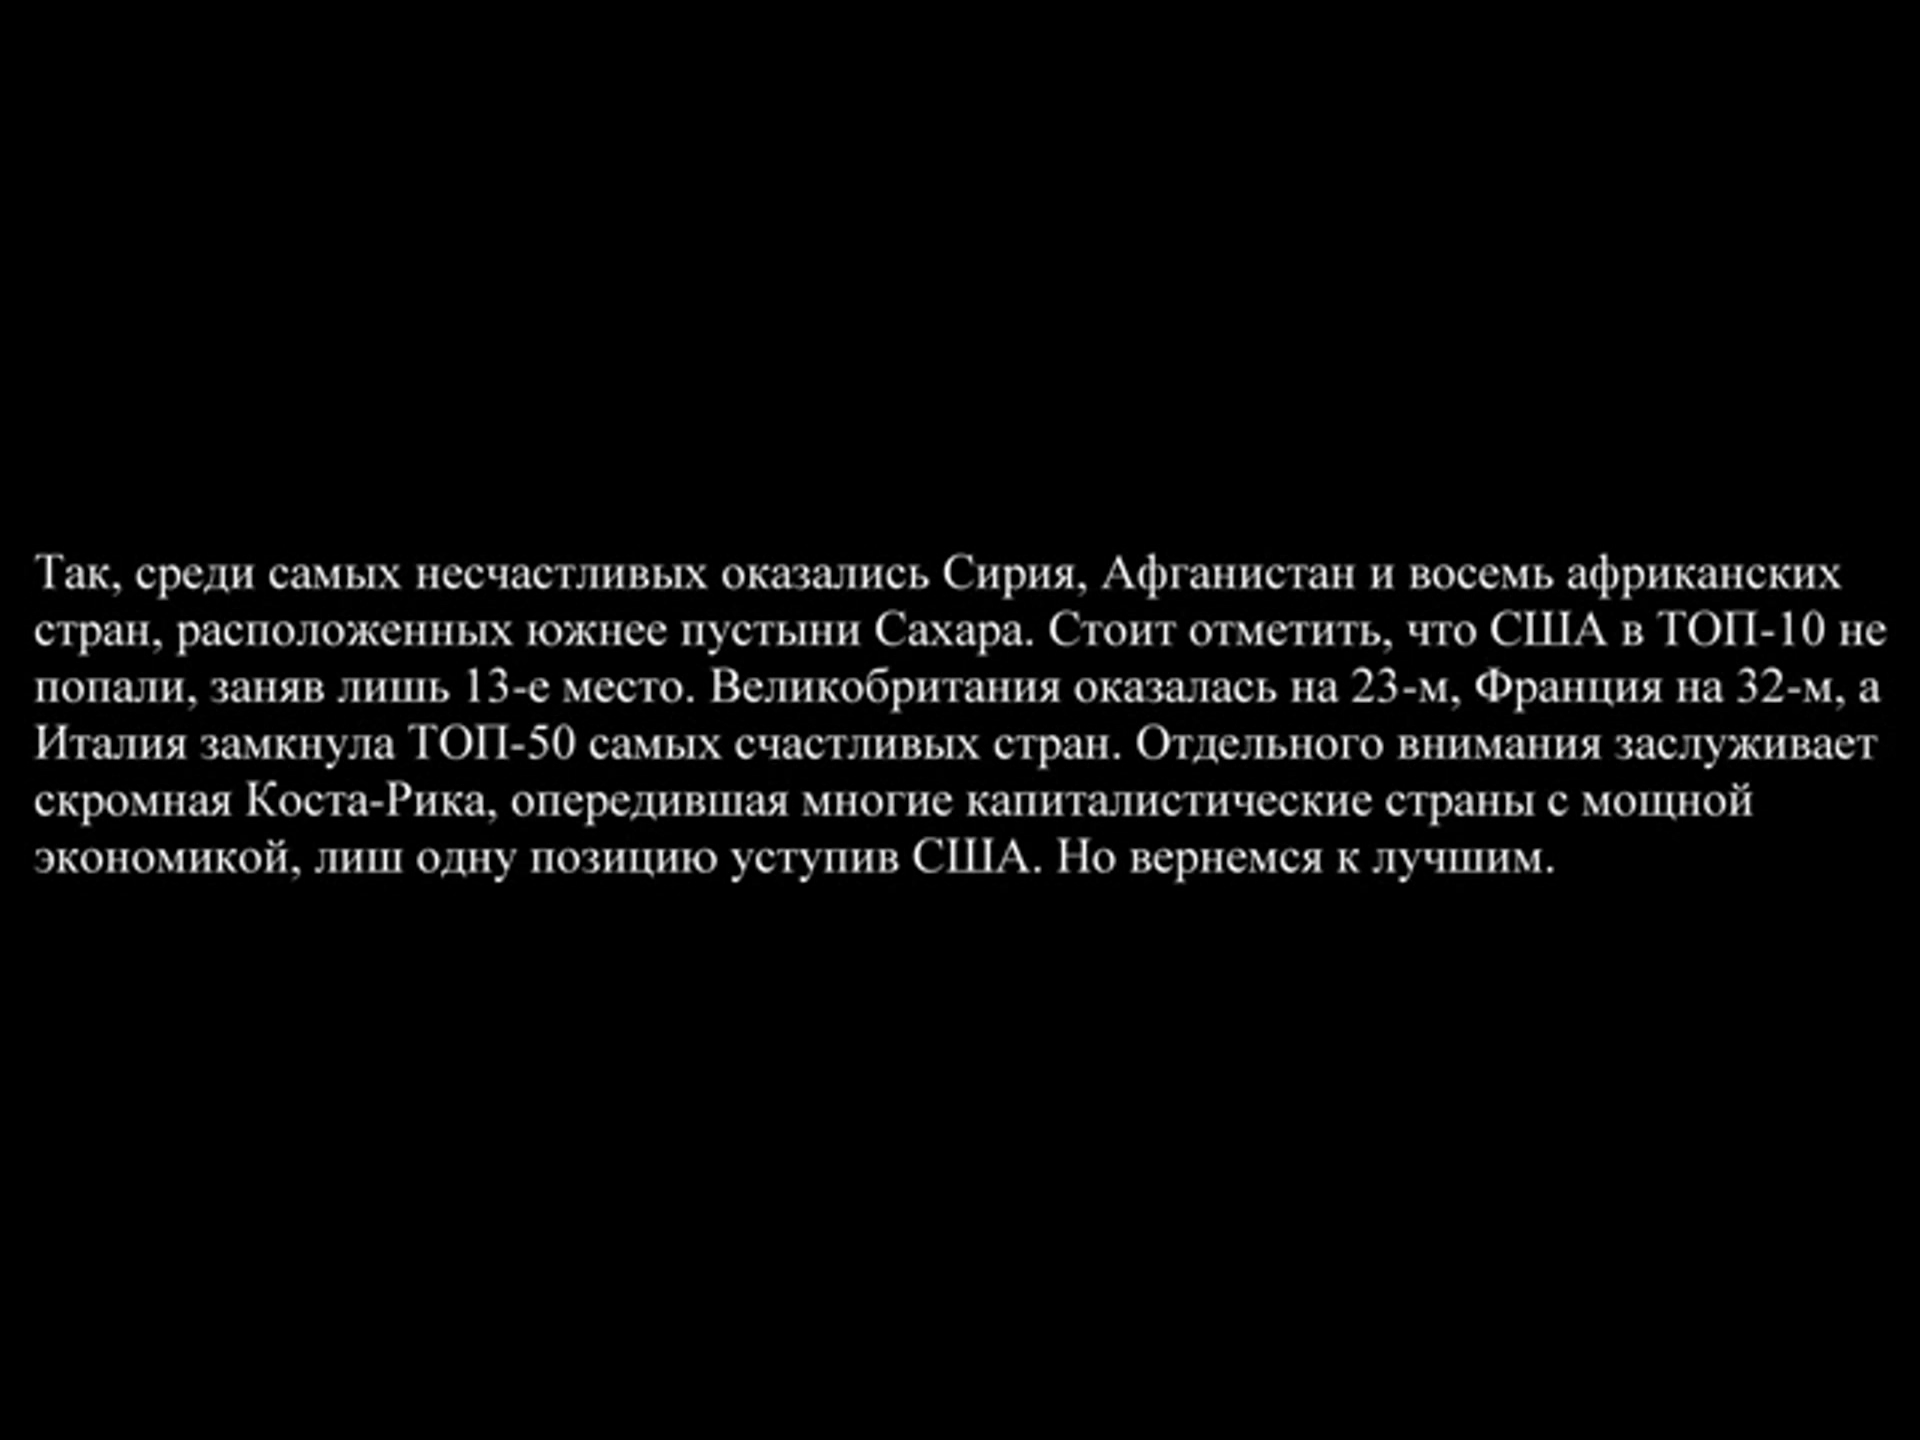 Так, среди самых несчастливых оказались Сирия, Афганистан и восемь африканских
стран, расположенных южнее пустыни Сахара. Стоит отметить, что США в ТОП-10 не
попали, заняв лишь 13-е место. Великобритания оказалась на 23-м, Франция на 32-м, а
Италия замкнула ТОП-50 самых счастливых стран. Отдельного внимания заслуживает
скромная Коста-Рика, опередившая многие капиталистические страны с мощной
экономикой, лиш одну позицию уступив США. Но вернемся к лучшим.